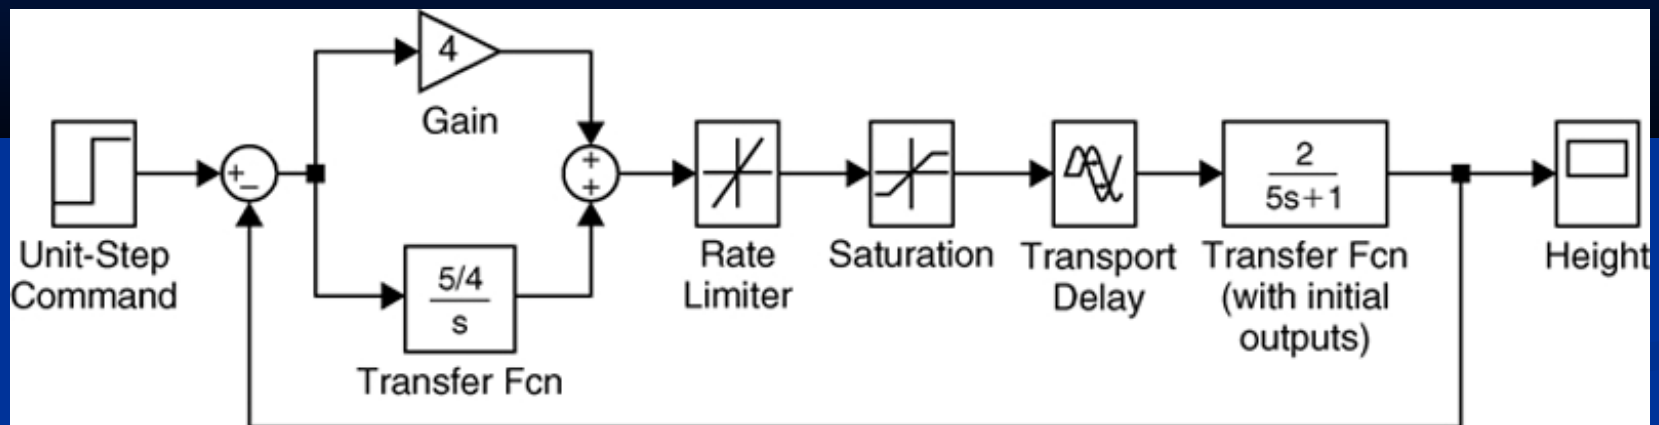 4
Gain
+
−
Unit-Step
Command
5/4
s
Transfer Fcn
+
+
Rate
Limiter
Saturation
Transport
Delay
2
5s+1
Transfer Fcn
(with initial
outputs)
Height